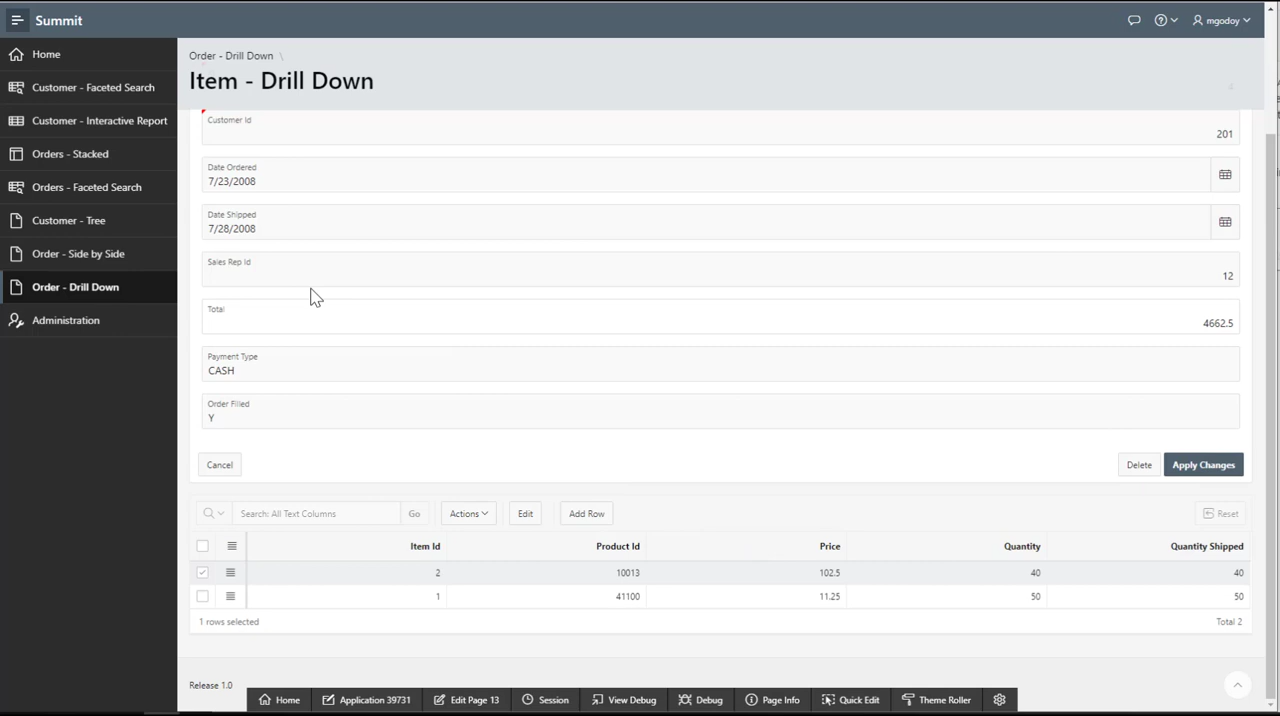 Summit
mgodoy
Home
Customer - Faceted Search
Customer - Interactive Report
Orders - Stacked
Orders - Faceted Search
Customer - Tree
Order - Side by Side
Order - Drill Down
Administration
Order - Drill Down \
Item - Drill Down
Customer Id
201
Date Ordered
7/23/2008
Date Shipped
7/28/2008
Sales Rep Id
12
Total
4662.5
Payment Type
CASH
Order Filled
Y
Cancel Delete Apply Changes
Search: All Text Columns Go Actions Edit Add Row Reset
Item Id Product Id Price Quantity Quantity Shipped
2 10013 102.5 40 40
1 41100 11.25 50 50
1 rows selected Total 2
Release 1.0
Home Application 39731 Edit Page 13 Session View Debug Debug Page Info Quick Edit Theme Roller